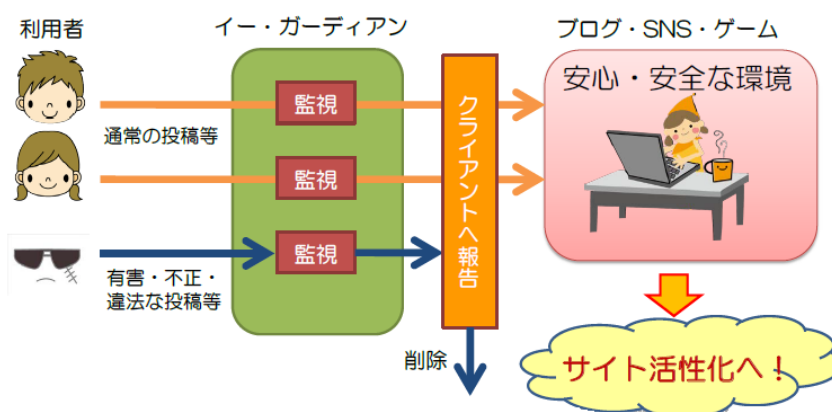 利用者
イー・ガーディアン
ブログ・SNS・ゲーム
安心・安全な環境
監視
通常の投稿等
監視
クライアントへ報告
監視
有害・不正・
違法な投稿等
削除
サイト活性化へ！